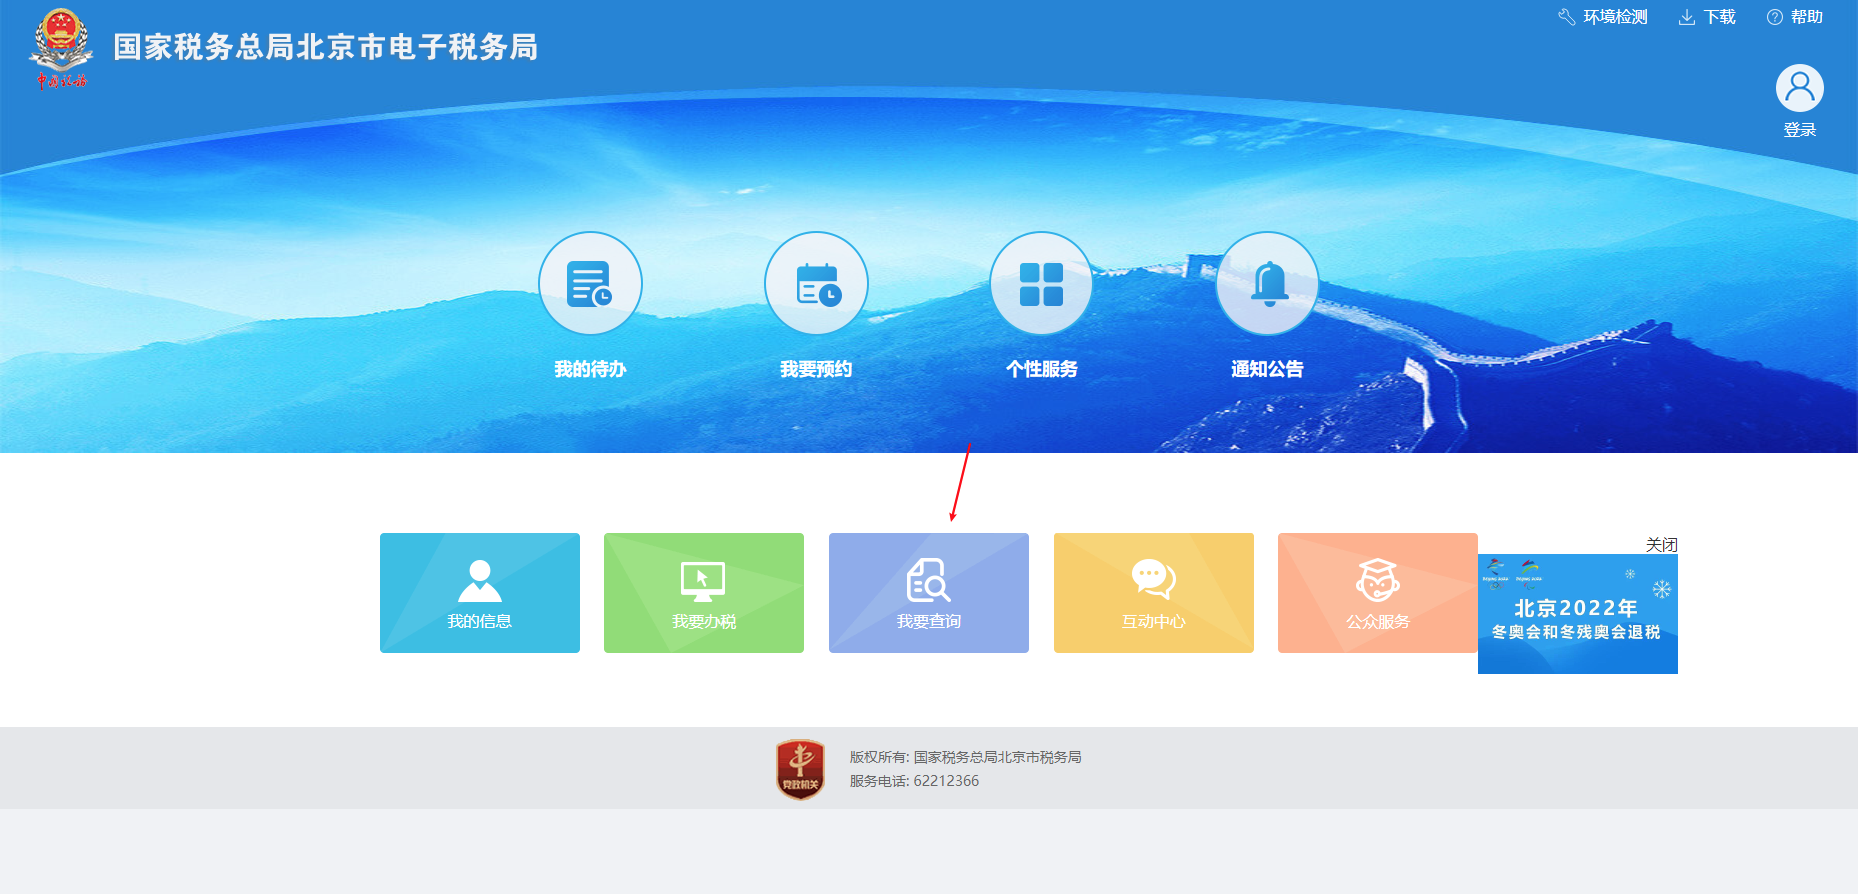 环境检测 下载 帮助
中国税务
国家税务总局北京市电子税务局
登录
我的待办 我要预约 个性服务 通知公告
关闭
我的信息 我要办税 我要查询 互动中心 公众服务
北京2022年
冬奥会和冬残奥会退税
党政机关
版权所有: 国家税务总局北京市税务局
服务电话: 62212366